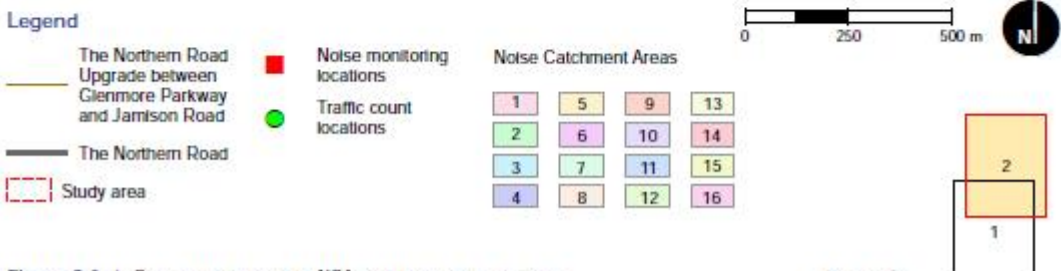 Legend
The Northern Road
Upgrade between
Glenmore Parkway
and Jamison Road
The Northern Road
Study area
Noise monitoring
locations
Traffic count
locations
Noise Catchment Areas
1 5 9 13
2 6 10 14
3 7 11 15
4 8 12 16
0 250 500 m
N
2
1